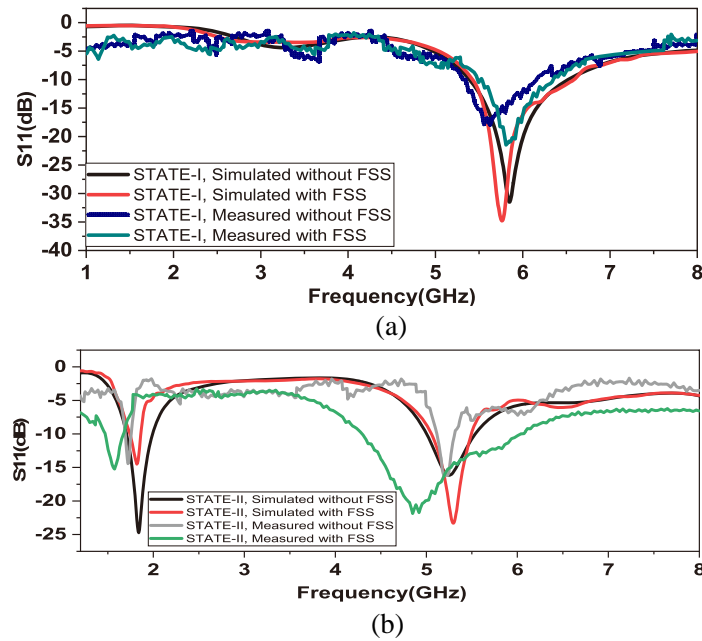 0
-5
-10
-15
-20
-25
-30
-35
-40
S11(dB)
STATE-I, Simulated without FSS
STATE-I, Simulated with FSS
STATE-I, Measured without FSS
STATE-I, Measured with FSS
1 2 3 4 5 6 7 8
Frequency(GHz)
(a)
0
-5
-10
-15
-20
-25
S11(dB)
STATE-II, Simulated without FSS
STATE-II, Simulated with FSS
STATE-II, Measured without FSS
STATE-II, Measured with FSS
2 3 4 5 6 7 8
Frequency(GHz)
(b)